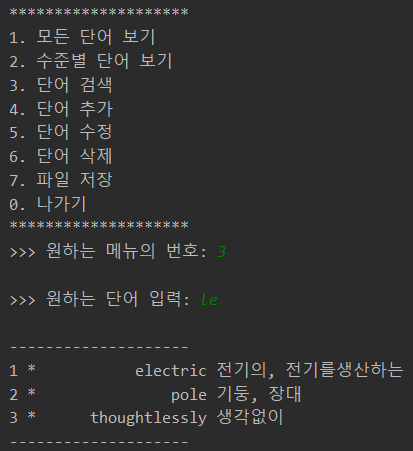 ********************
1. 모든 단어 보기
2. 수준별 단어 보기
3. 단어 검색
4. 단어 추가
5. 단어 수정
6. 단어 삭제
7. 파일 저장
0. 나가기
********************
>>> 원하는 메뉴의 번호: 3
>>> 원하는 단어 입력: le
--------------------
1 * electric 전기의, 전기를생산하는
2 * pole 기둥, 장대
3 * thoughtlessly 생각없이
--------------------